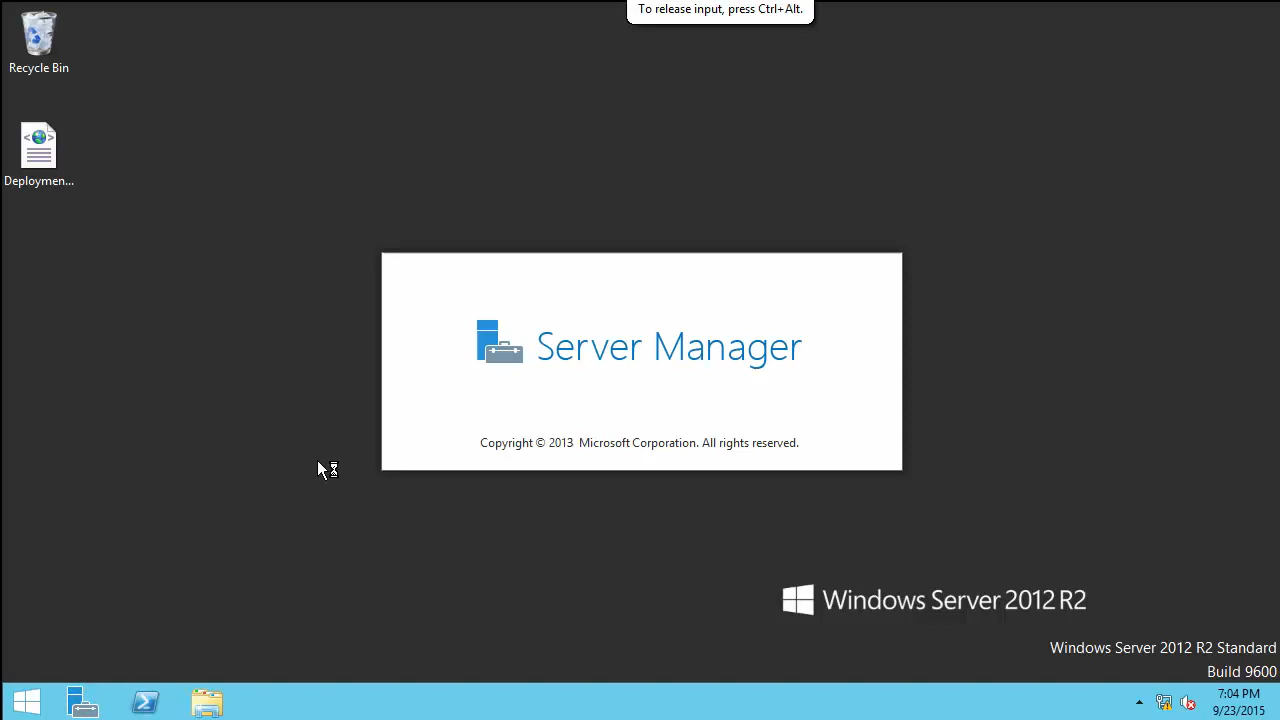 To release input, press Ctrl+Alt.
Recycle Bin
Deploymen...
Server Manager
Copyright © 2013 Microsoft Corporation. All rights reserved.
Windows Server 2012 R2
Windows Server 2012 R2 Standard
Build 9600
7:04 PM
9/23/2015